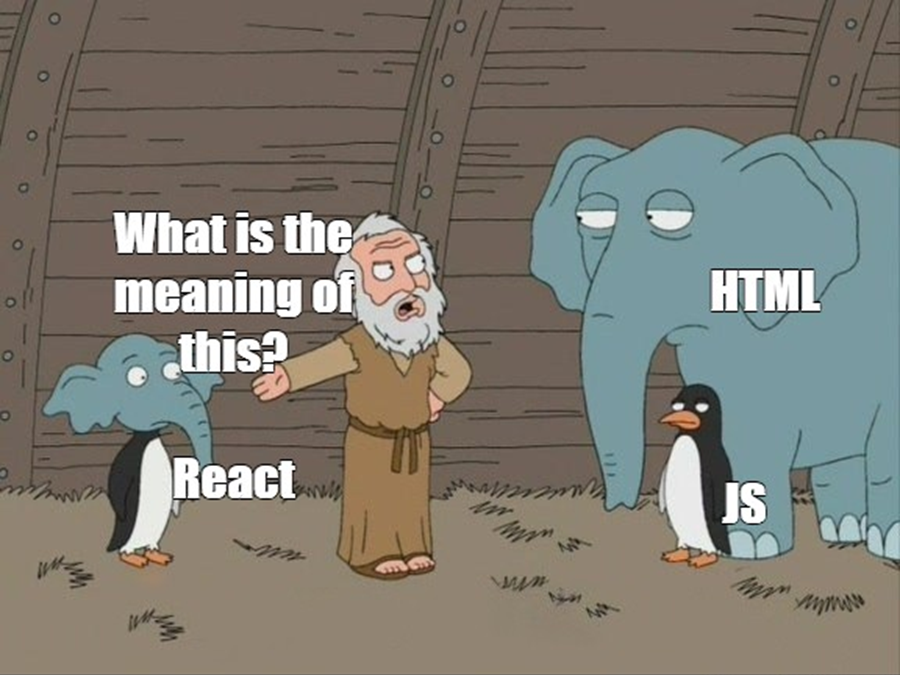 What is the
meaning of
this?
HTML
React
JS